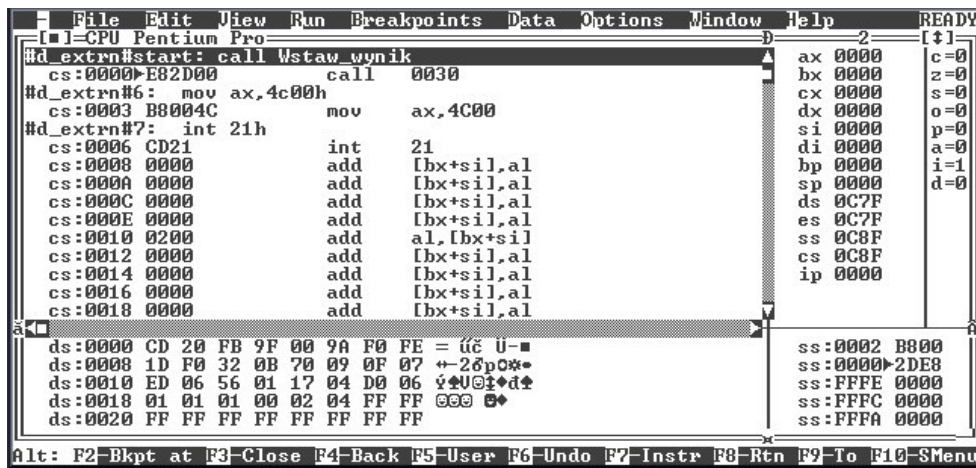 - File Edit View Run Breakpoints Data Options Window Help READY
[■]=CPU Pentium Pro 2 [↕]
#d_extrn#start: call Wstaw_wynik
cs:0000►E82D00 call 0030
#d_extrn#6: mov ax,4c00h
cs:0003 B8004C mov ax,4C00
#d_extrn#7: int 21h
cs:0006 CD21 int 21
cs:0008 0000 add [bx+si],al
cs:000A 0000 add [bx+si],al
cs:000C 0000 add [bx+si],al
cs:000E 0000 add [bx+si],al
cs:0010 0200 add al,[bx+si]
cs:0012 0000 add [bx+si],al
cs:0014 0000 add [bx+si],al
cs:0016 0000 add [bx+si],al
cs:0018 0000 add [bx+si],al
ax 0000 c=0
bx 0000 z=0
cx 0000 s=0
dx 0000 o=0
si 0000 p=0
di 0000 a=0
bp 0000 i=1
sp 0000 d=0
ds 0C7F
es 0C7F
ss 0C8F
cs 0C8F
ip 0000
ds:0000 CD 20 FB 9F 00 9A F0 FE
ds:0008 1D F0 32 0B 70 09 0F 07
ds:0010 ED 06 56 01 17 04 D0 06
ds:0018 01 01 01 00 02 04 FF FF
ds:0020 FF FF FF FF FF FF FF FF
ss:0002 B800
ss:0000►2DE8
ss:FFFE 0000
ss:FFFC 0000
ss:FFFA 0000
Alt: F2-Bkpt at F3-Close F4-Back F5-User F6-Undo F7-Instr F8-Rtn F9-To F10-SMenu